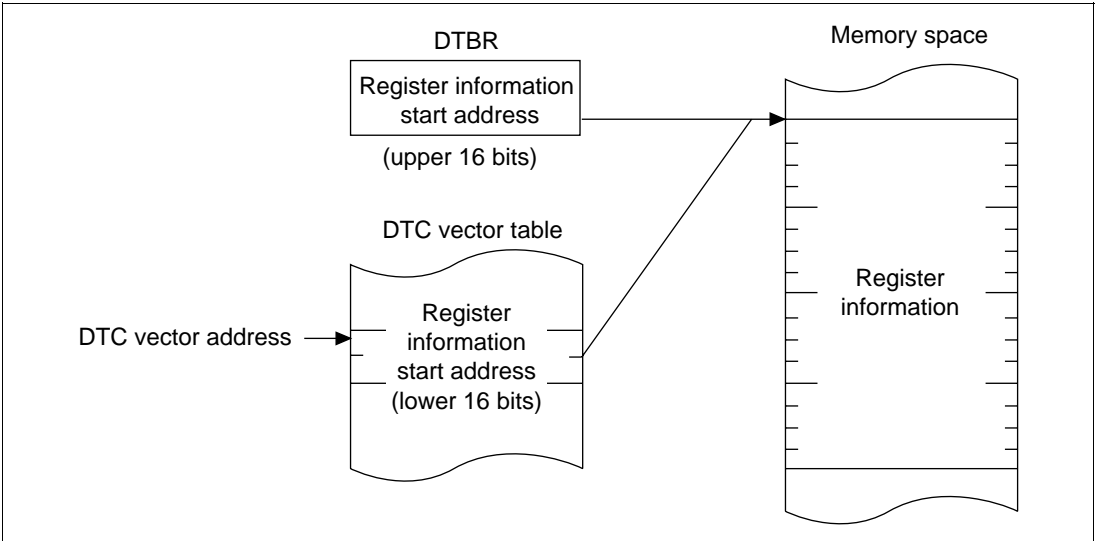 DTBR
Register information
start address
(upper 16 bits)
Memory space
DTC vector table
DTC vector address
Register
information
start address
(lower 16 bits)
Register
information